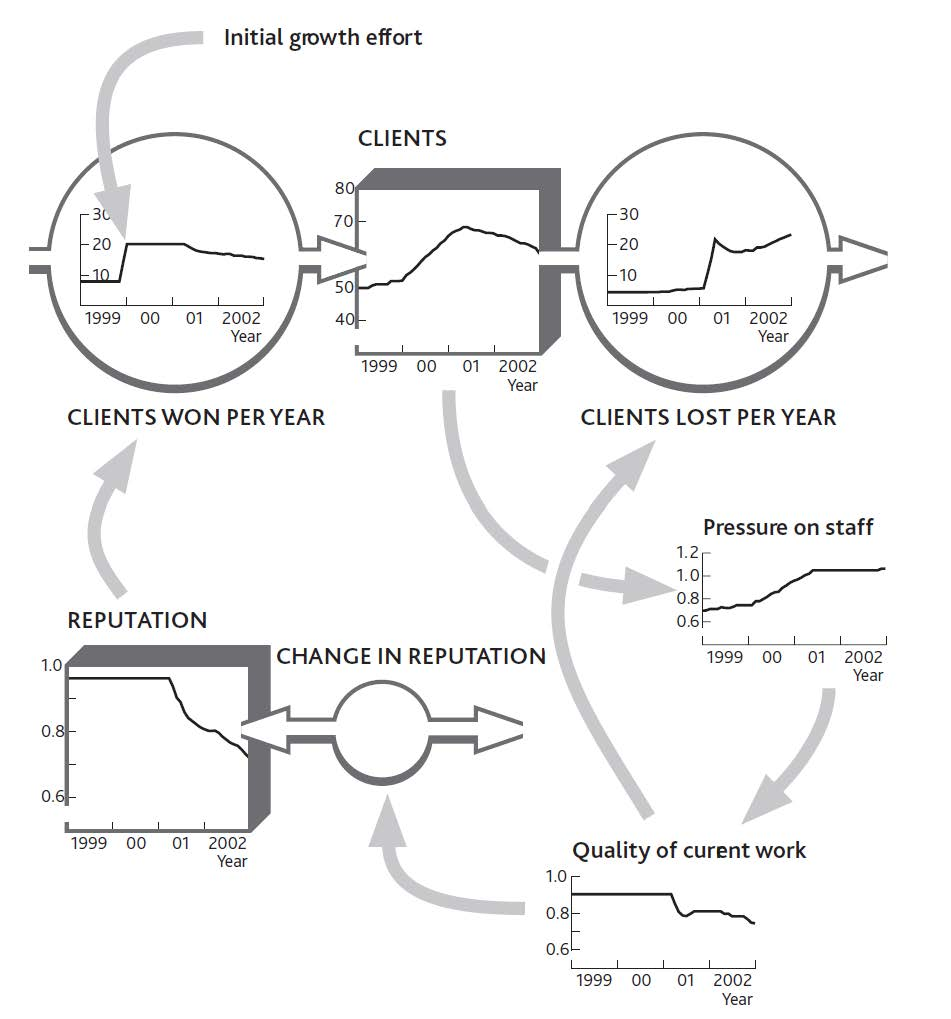 Initial growth effort
CLIENTS
80
70
50
40
1999 00 01 2002
Year
30
20
10
1999 00 01 2002
Year
30
20
10
1999 00 01 2002
Year
CLIENTS WON PER YEAR
CLIENTS LOST PER YEAR
Pressure on staff
1.2
1.0
0.8
0.6
1999 00 01 2002
Year
REPUTATION
1.0
0.8
0.6
1999 00 01 2002
Year
CHANGE IN REPUTATION
Quality of current work
1.0
0.8
0.6
1999 00 01 2002
Year